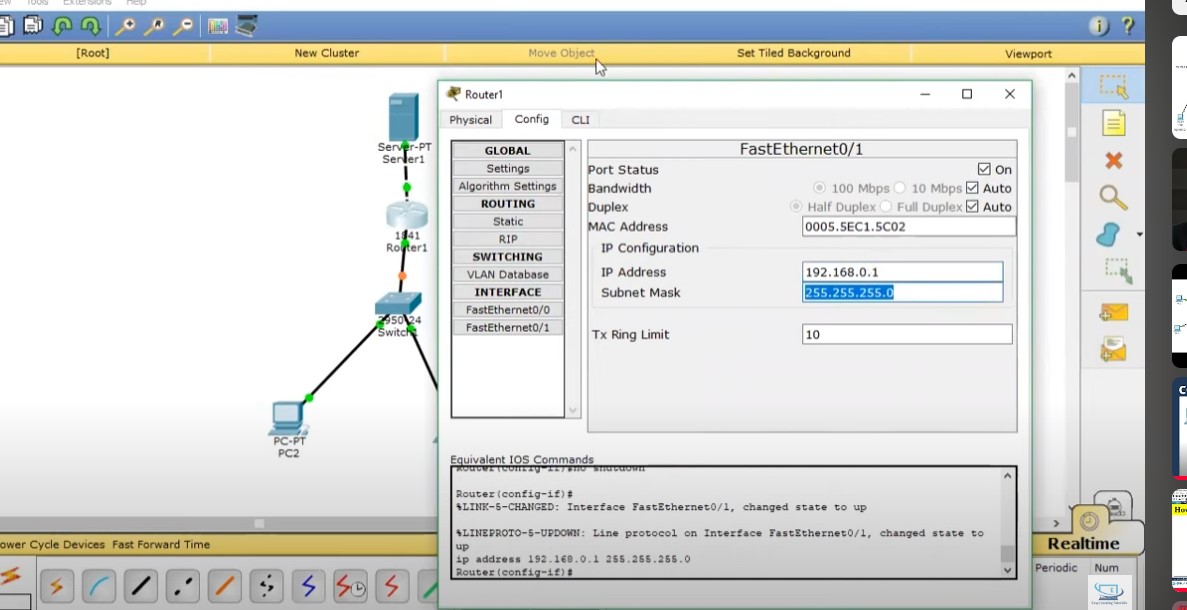 Tools Extensions Help
[Root] New Cluster Move Object Set Tiled Background Viewport
Router1
Physical Config CLI
GLOBAL
Settings
Algorithm Settings
ROUTING
Static
RIP
SWITCHING
VLAN Database
INTERFACE
FastEthernet0/0
FastEthernet0/1
FastEthernet0/1
Port Status On
Bandwidth 100 Mbps 10 Mbps Auto
Duplex Half Duplex Full Duplex Auto
MAC Address 0005.5EC1.5C02
IP Configuration
IP Address 192.168.0.1
Subnet Mask 255.255.255.0
Tx Ring Limit 10
Server-PT
Server1
1841
Router1
2950-24
Switch
PC-PT
PC2
Equivalent IOS Commands
Router(config-if)#no shutdown
Router(config-if)#
%LINK-5-CHANGED: Interface FastEthernet0/1, changed state to up
%LINEPROTO-5-UPDOWN: Line protocol on Interface FastEthernet0/1, changed state to
up
ip address 192.168.0.1 255.255.255.0
Router(config-if)#
ower Cycle Devices Fast Forward Time
Realtime
Periodic Num